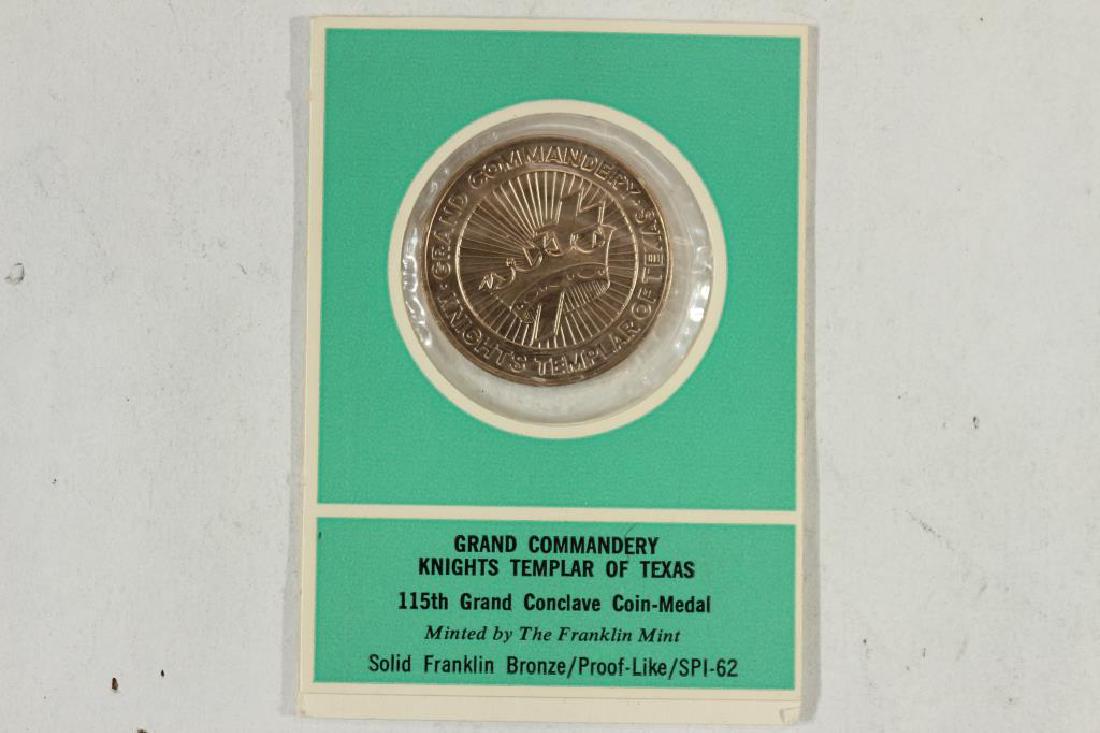 · GRAND COMMANDERY ·
KNIGHTS TEMPLAR OF TEXAS
GRAND COMMANDERY
KNIGHTS TEMPLAR OF TEXAS
115th Grand Conclave Coin-Medal
Minted by The Franklin Mint
Solid Franklin Bronze/Proof-Like/SPI-62